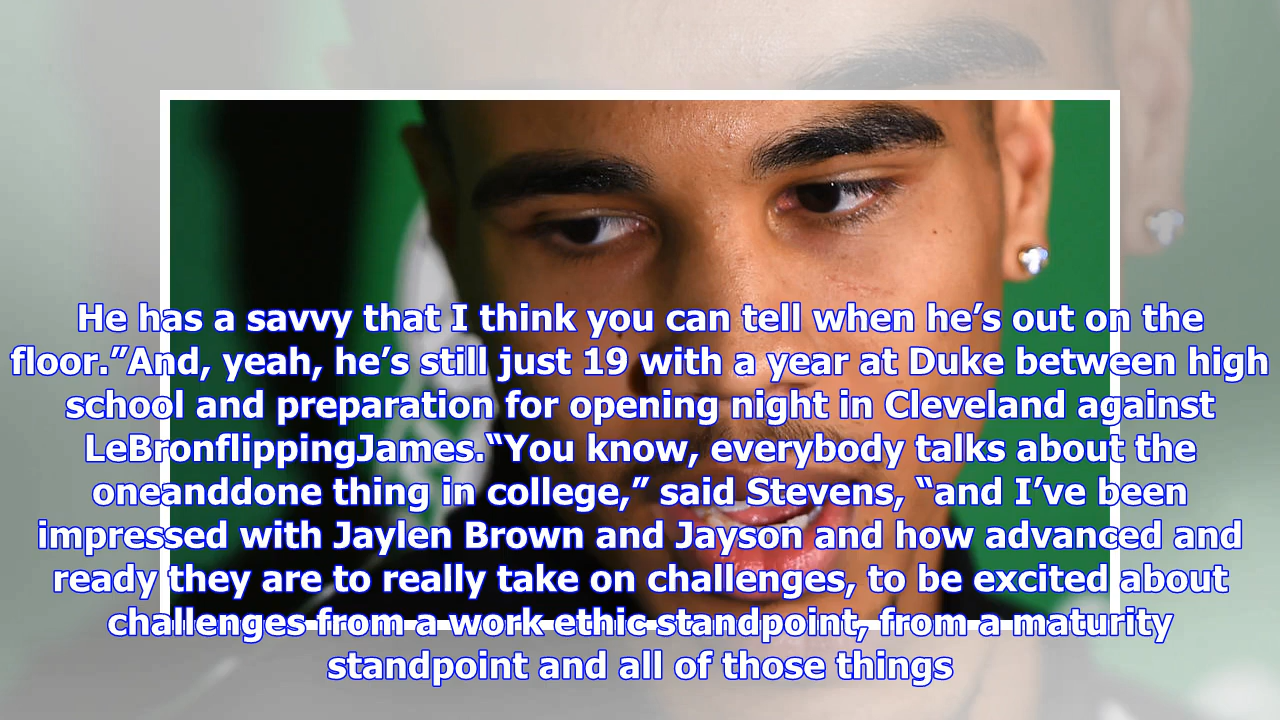 He has a savvy that I think you can tell when he’s out on the
floor.”And, yeah, he’s still just 19 with a year at Duke between high
school and preparation for opening night in Cleveland against
LeBronflippingJames.“You know, everybody talks about the
oneanddone thing in college,” said Stevens, “and I’ve been
impressed with Jaylen Brown and Jayson and how advanced and
ready they are to really take on challenges, to be excited about
challenges from a work ethic standpoint, from a maturity
standpoint and all of those things